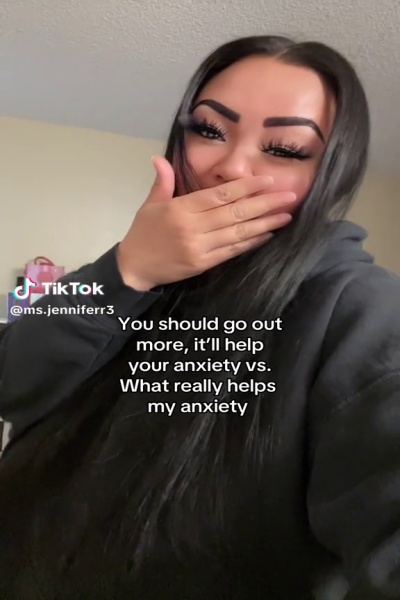 TikTok
@ms.jenniferr3
You should go out
more, it'll help
your anxiety vs.
What really helps
my anxiety